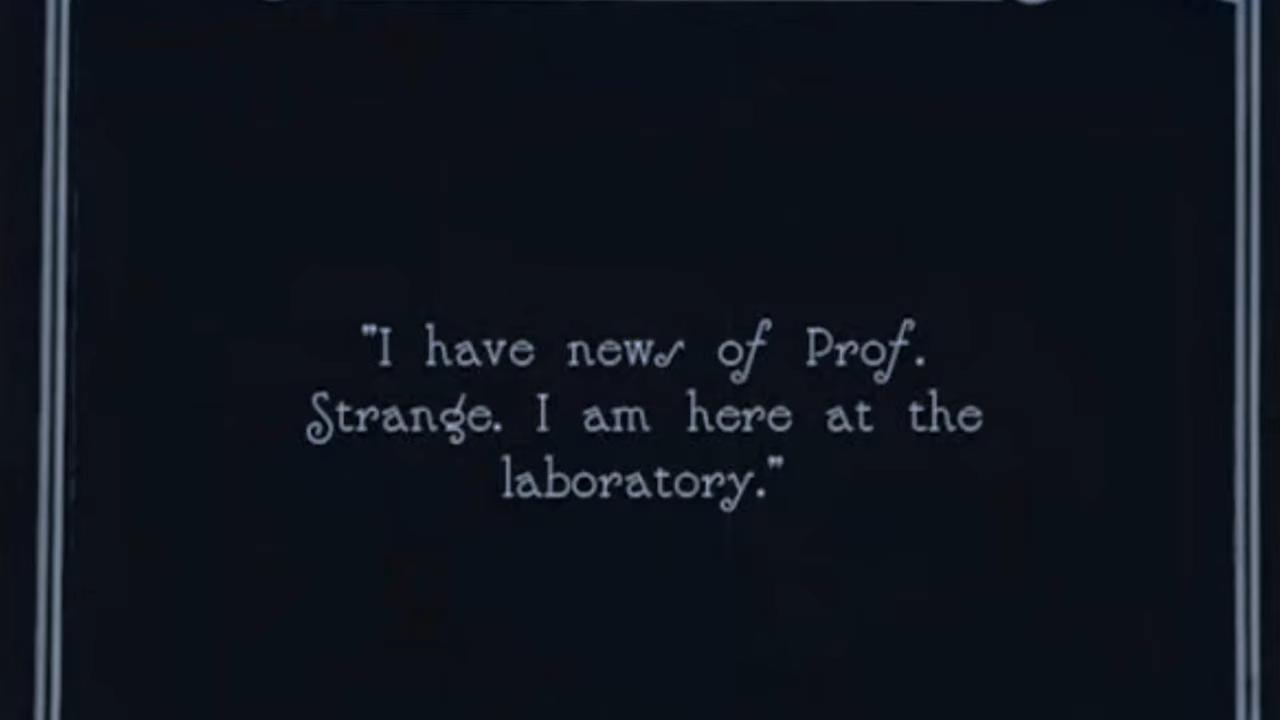 "I have news of Prof.
Strange. I am here at the
laboratory."